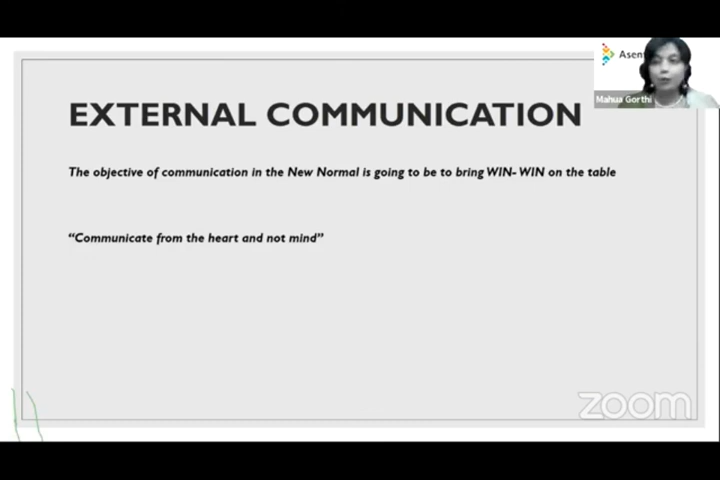 Asent
Mahua Gorthi
EXTERNAL COMMUNICATION
The objective of communication in the New Normal is going to be to bring WIN- WIN on the table
“Communicate from the heart and not mind”
zoom